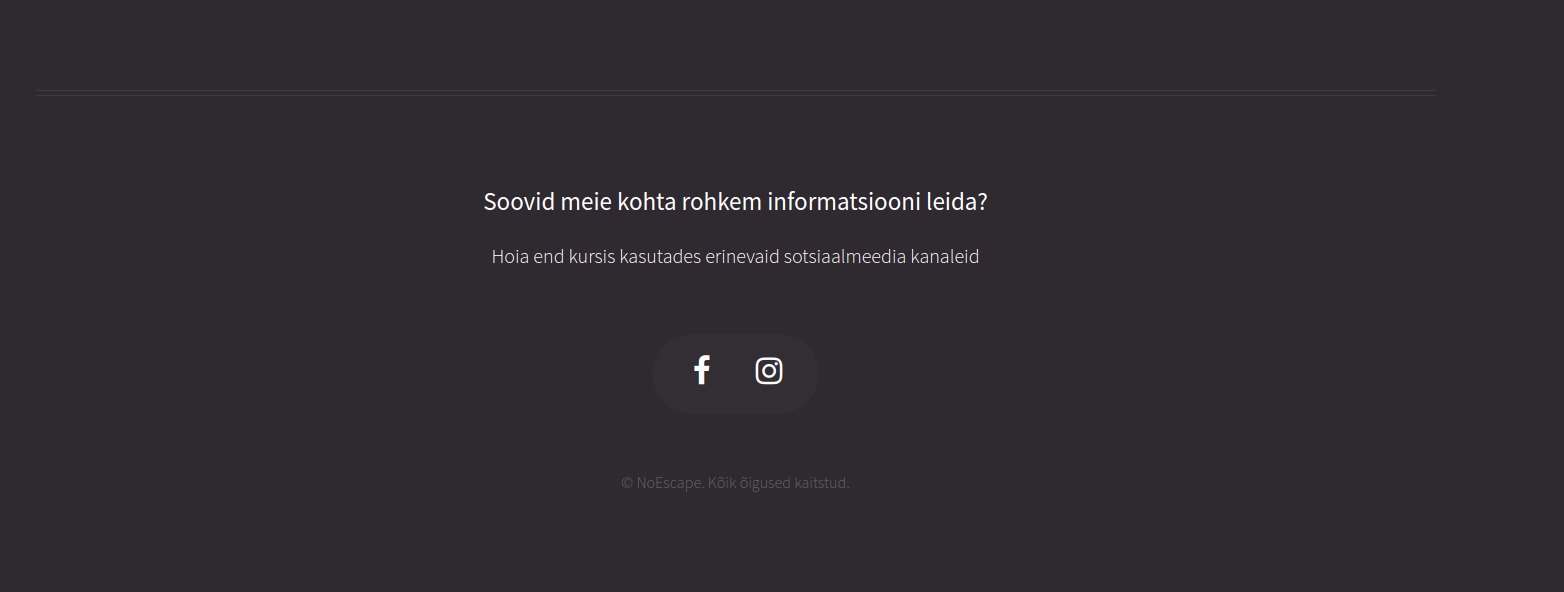 Soovid meie kohta rohkem informatsiooni leida?
Hoia end kursis kasutades erinevaid sotsiaalmeedia kanaleid
© NoEscape. Kõik õigused kaitstud.